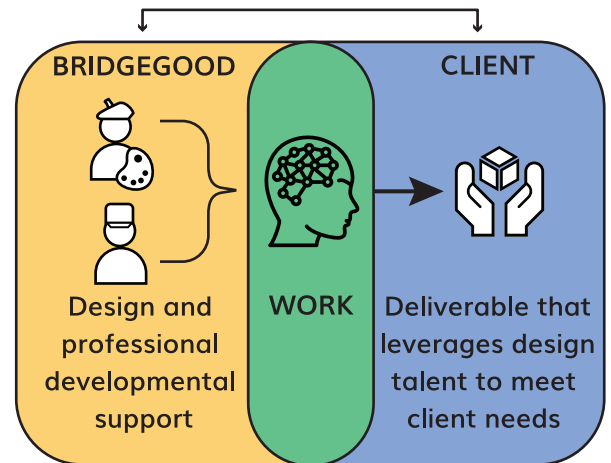 BRIDGEGOOD
CLIENT
Design and
professional
developmental
support
WORK
Deliverable that
leverages design
talent to meet
client needs